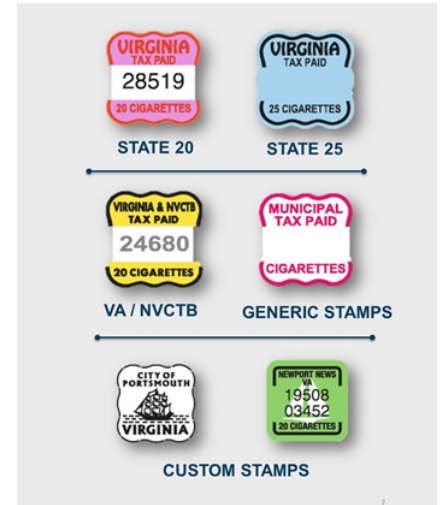 VIRGINIA
TAX PAID
28519
20 CIGARETTES
VIRGINIA
TAX PAID
25 CIGARETTES
STATE 20
STATE 25
VIRGINIA & NVCTB
TAX PAID
24680
20 CIGARETTES
MUNICIPAL
TAX PAID
CIGARETTES
VA / NVCTB
GENERIC STAMPS
CITY OF
PORTSMOUTH
VIRGINIA
NEWPORT NEWS
VA
19508
03452
20 CIGARETTES
CUSTOM STAMPS
7